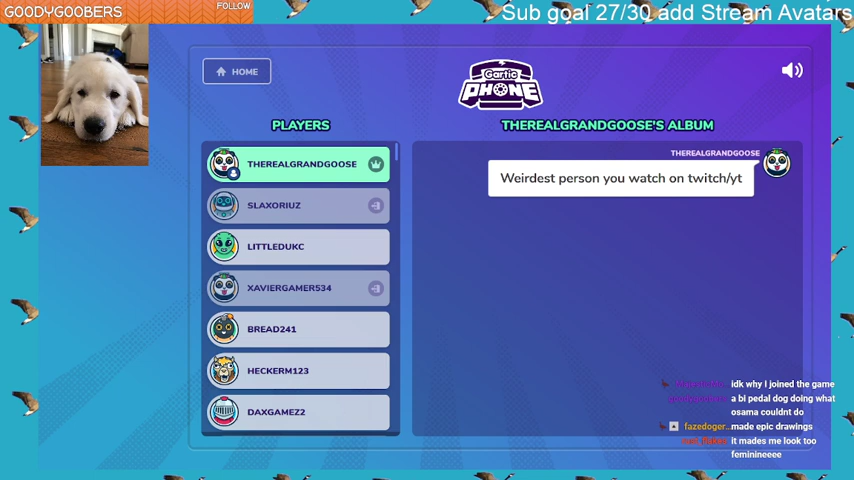 GOODYGOOBERS
FOLLOW
Sub goal 27/30 add Stream Avatars
HOME
Gartic
PHONE
PLAYERS
THEREALGRANDGOOSE'S ALBUM
THEREALGRANDGOOSE
THEREALGRANDGOOSE
Weirdest person you watch on twitch/yt
SLAXORIUZ
LITTLEDUKC
XAVIERGAMER534
BREAD241
HECKERM123
DAXGAMEZ2
idk why I joined the game
a bi pedal dog doing what
osama couldnt do
fazedoger.. made epic drawings
it mades me look too
feminineeee